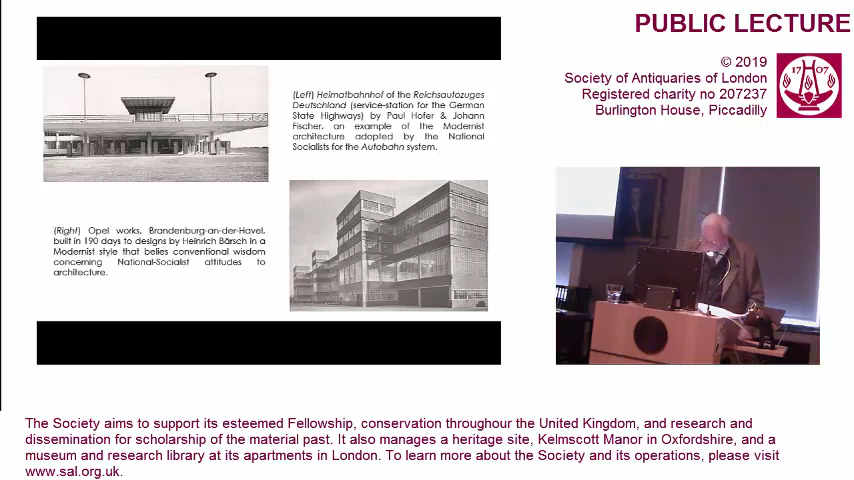 PUBLIC LECTURE
© 2019
Society of Antiquaries of London
Registered charity no 207237
Burlington House, Piccadilly
1707
(Left) Heimatbahnhof of the Reichsautozuges
Deutschland (service-station for the German
State Highways) by Paul Hofer & Johann
Fischer, an example of the Modernist
architecture adopted by the National
Socialists for the Autobahn system.
(Right) Opel works, Brandenburg-an-der-Havel,
built in 190 days to designs by Heinrich Bärsch in a
Modernist style that belies conventional wisdom
concerning National-Socialist attitudes to
architecture.
The Society aims to support its esteemed Fellowship, conservation throughour the United Kingdom, and research and
dissemination for scholarship of the material past. It also manages a heritage site, Kelmscott Manor in Oxfordshire, and a
museum and research library at its apartments in London. To learn more about the Society and its operations, please visit
www.sal.org.uk.